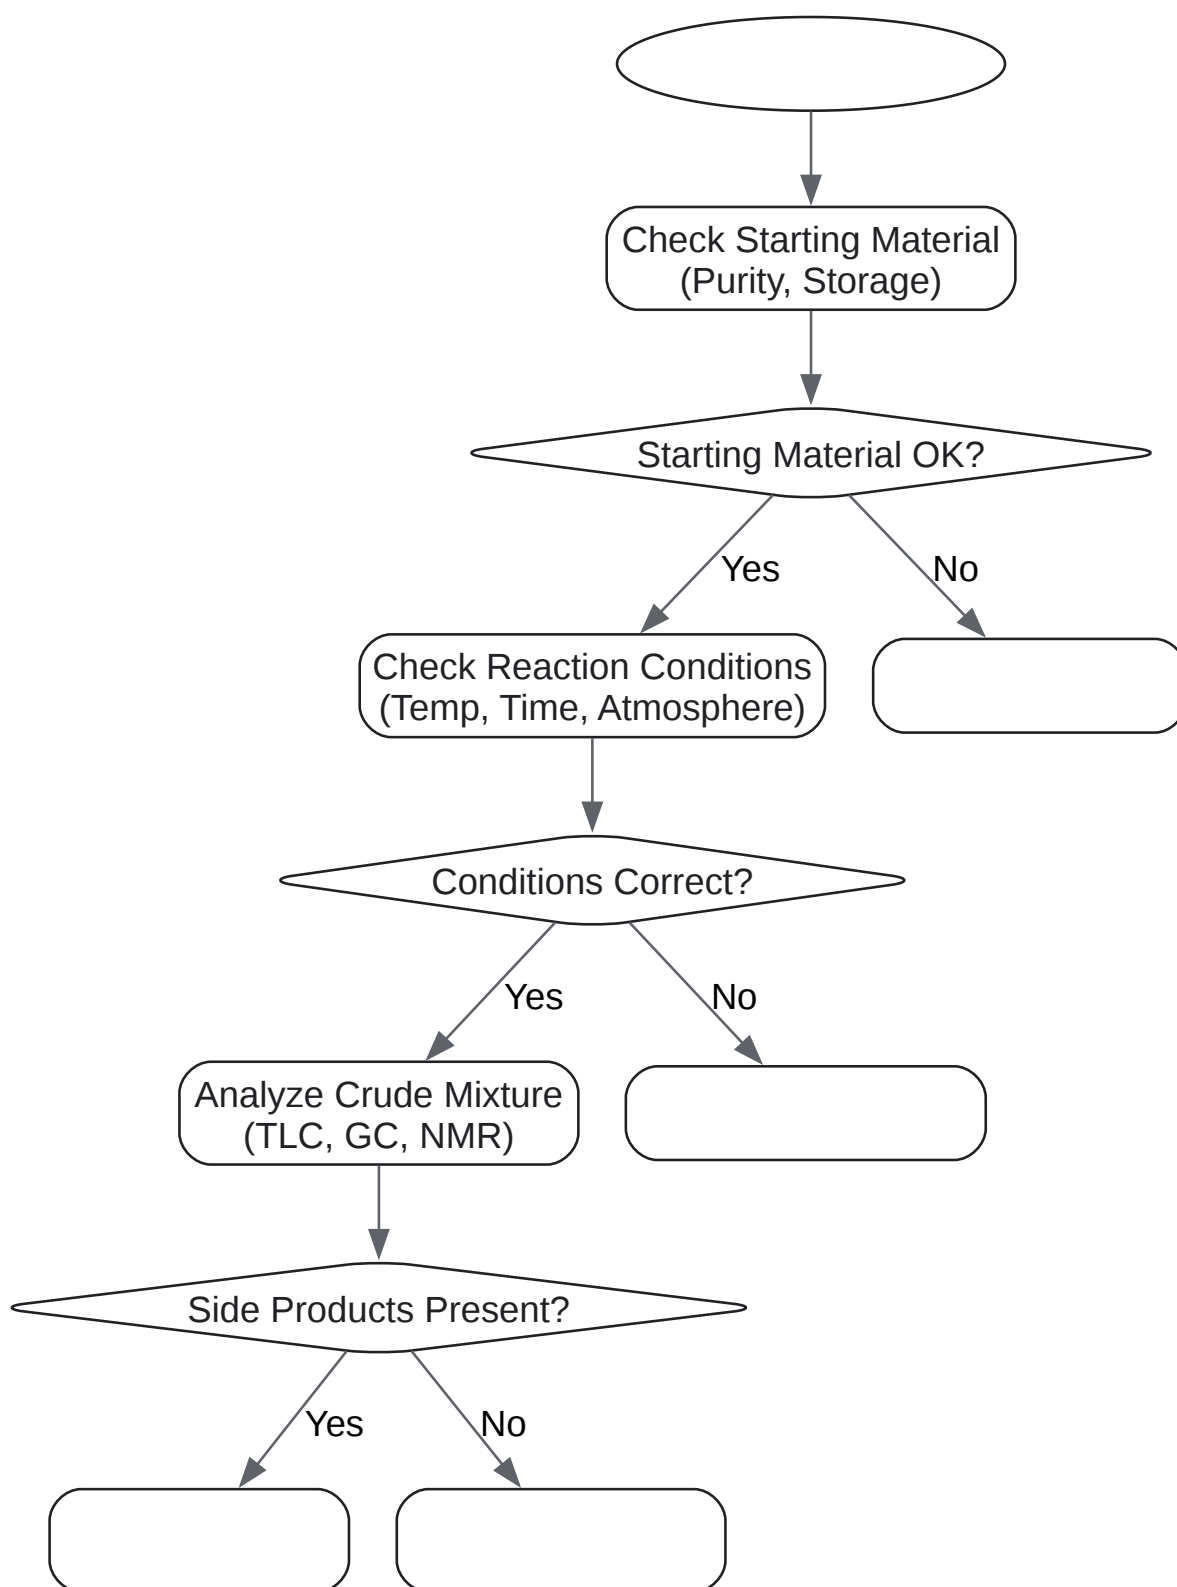 Check Starting Material
(Purity, Storage)
Starting Material OK?
Yes
No
Check Reaction Conditions
(Temp, Time, Atmosphere)
Conditions Correct?
Yes
No
Analyze Crude Mixture
(TLC, GC, NMR)
Side Products Present?
Yes
No